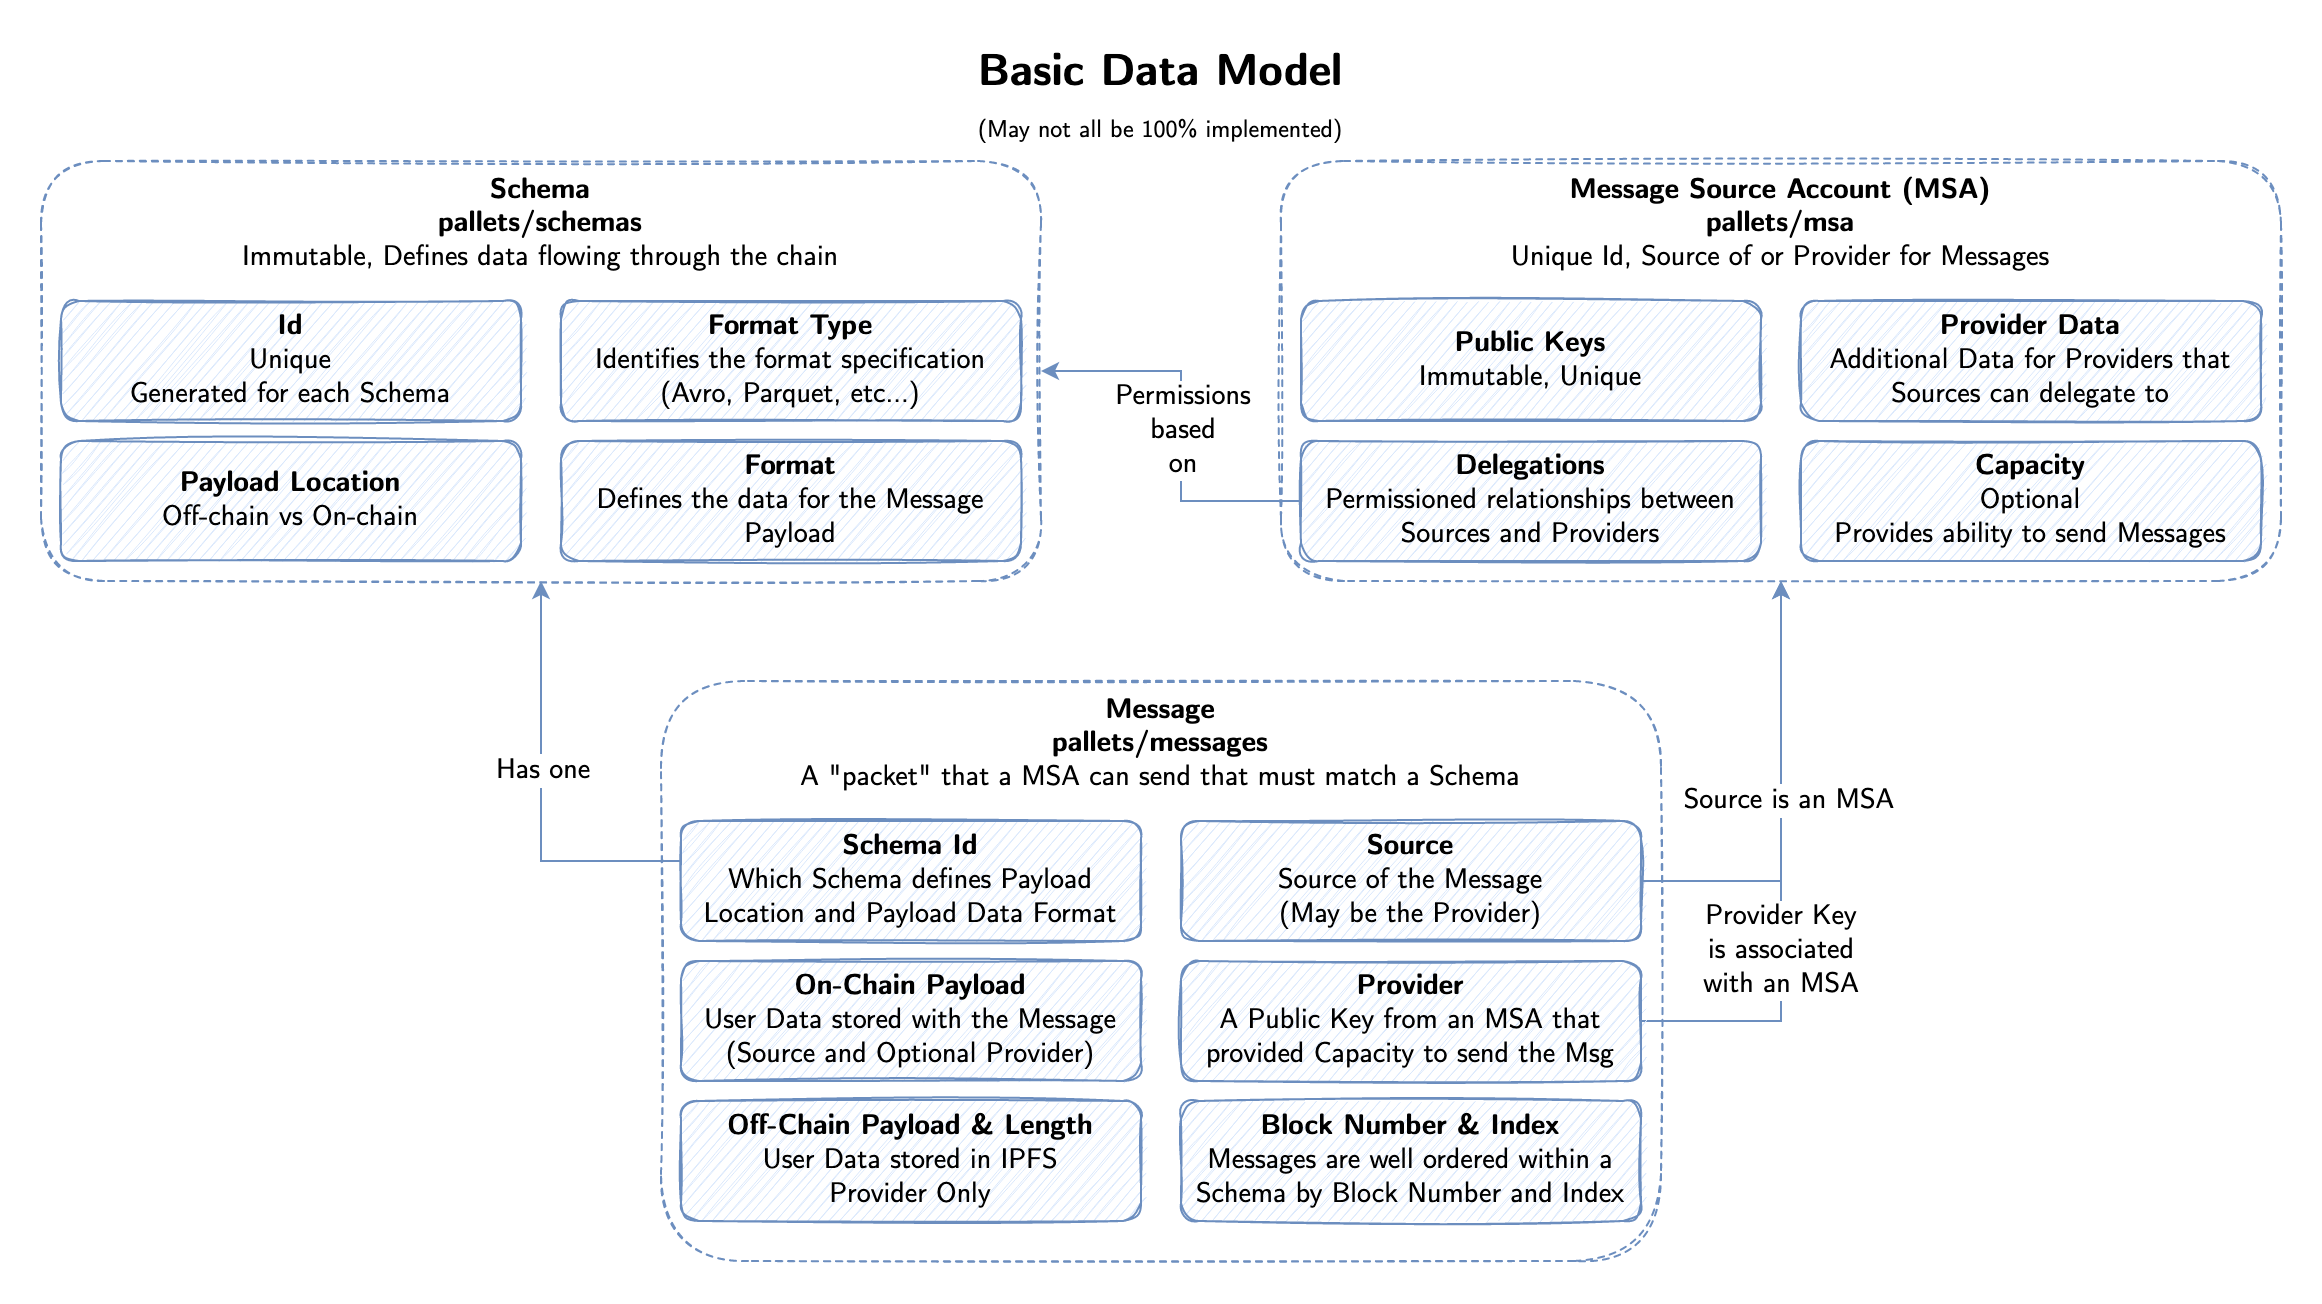 Basic Data Model
(May not all be 100% implemented)
Schema
pallets/schemas
Immutable, Defines data flowing through the chain
Id
Unique
Generated for each Schema
Format Type
Identifies the format specification
(Avro, Parquet, etc...)
Payload Location
Off-chain vs On-chain
Format
Defines the data for the Message
Payload
Permissions
based
on
Message Source Account (MSA)
pallets/msa
Unique Id, Source of or Provider for Messages
Public Keys
Immutable, Unique
Provider Data
Additional Data for Providers that
Sources can delegate to
Delegations
Permissioned relationships between
Sources and Providers
Capacity
Optional
Provides ability to send Messages
Has one
Message
pallets/messages
A "packet" that a MSA can send that must match a Schema
Schema Id
Which Schema defines Payload
Location and Payload Data Format
Source
Source of the Message
(May be the Provider)
On-Chain Payload
User Data stored with the Message
(Source and Optional Provider)
Provider
A Public Key from an MSA that
provided Capacity to send the Msg
Off-Chain Payload & Length
User Data stored in IPFS
Provider Only
Block Number & Index
Messages are well ordered within a
Schema by Block Number and Index
Source is an MSA
Provider Key
is associated
with an MSA